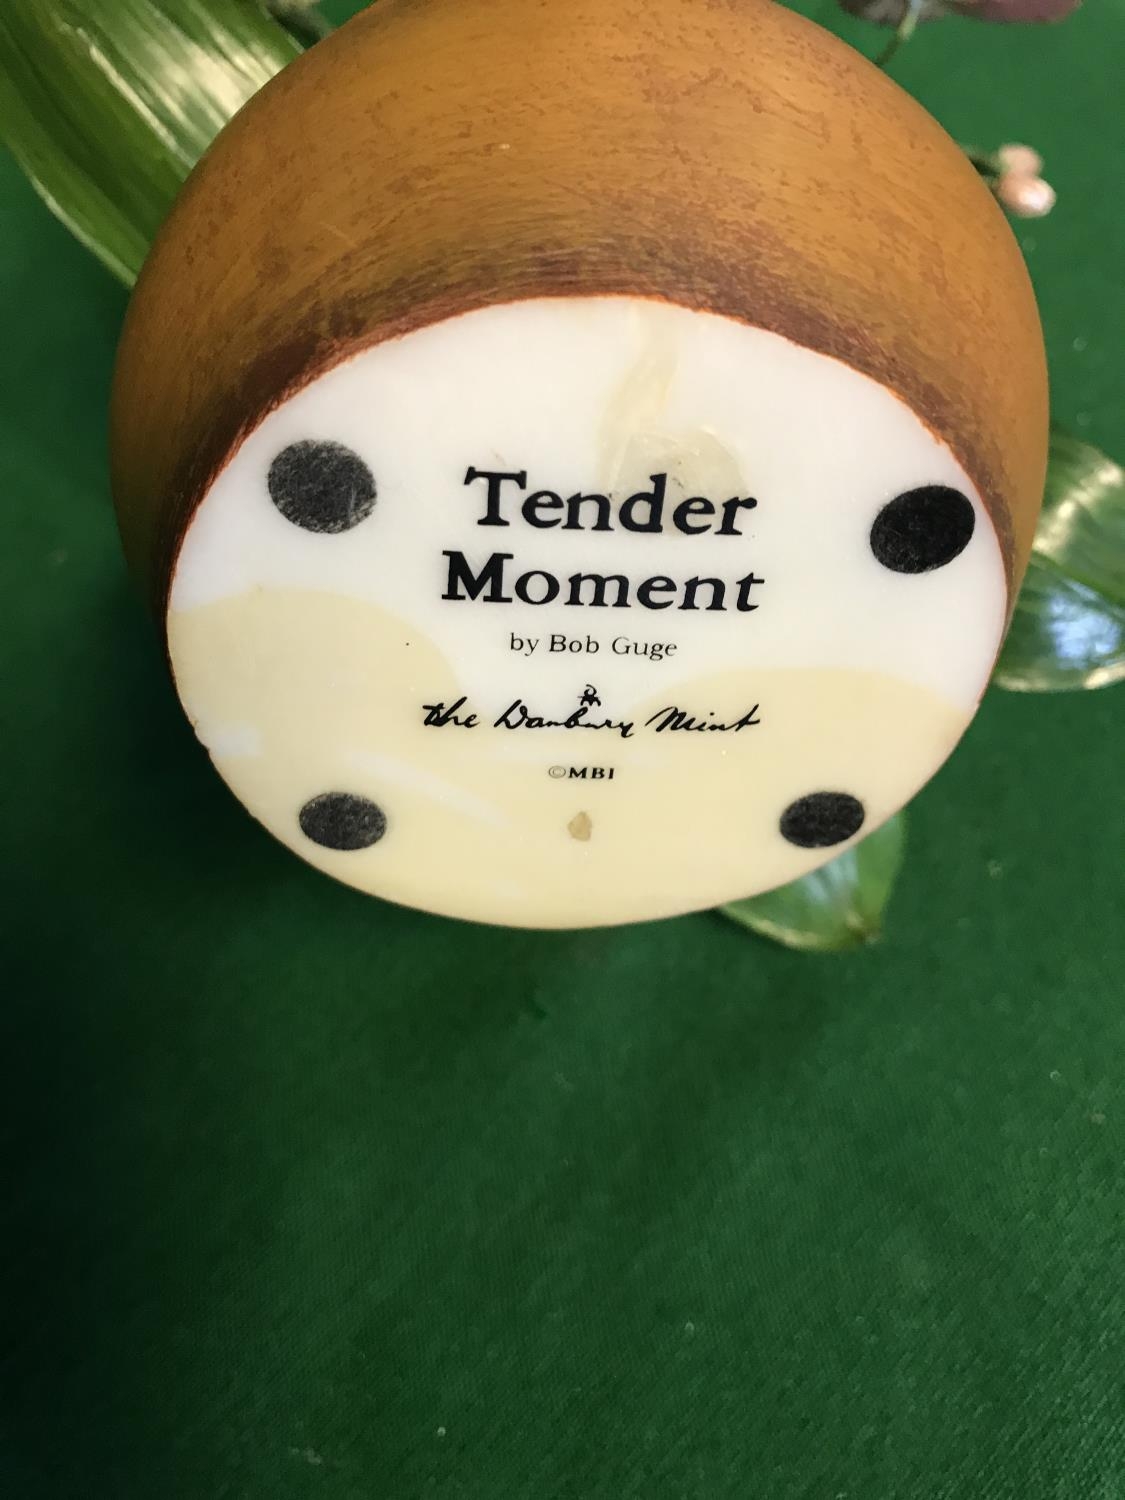 Tender
Moment
by Bob Guge
the Danbury Mint
©MBI